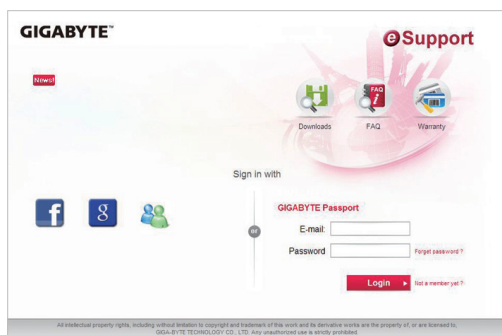 GIGABYTE™
eSupport
News!
FAQ
Downloads
FAQ
Warranty
Sign in with
f
g
or
GIGABYTE Passport
E-mail:
Password
Forget password ?
Login
Not a member yet ?
All intellectual property rights, including without limitation to copyright and trademark of this work and its derivative works are the property of, or are licensed to,
GIGA-BYTE TECHNOLOGY CO., LTD. Any unauthorized use is strictly prohibited.